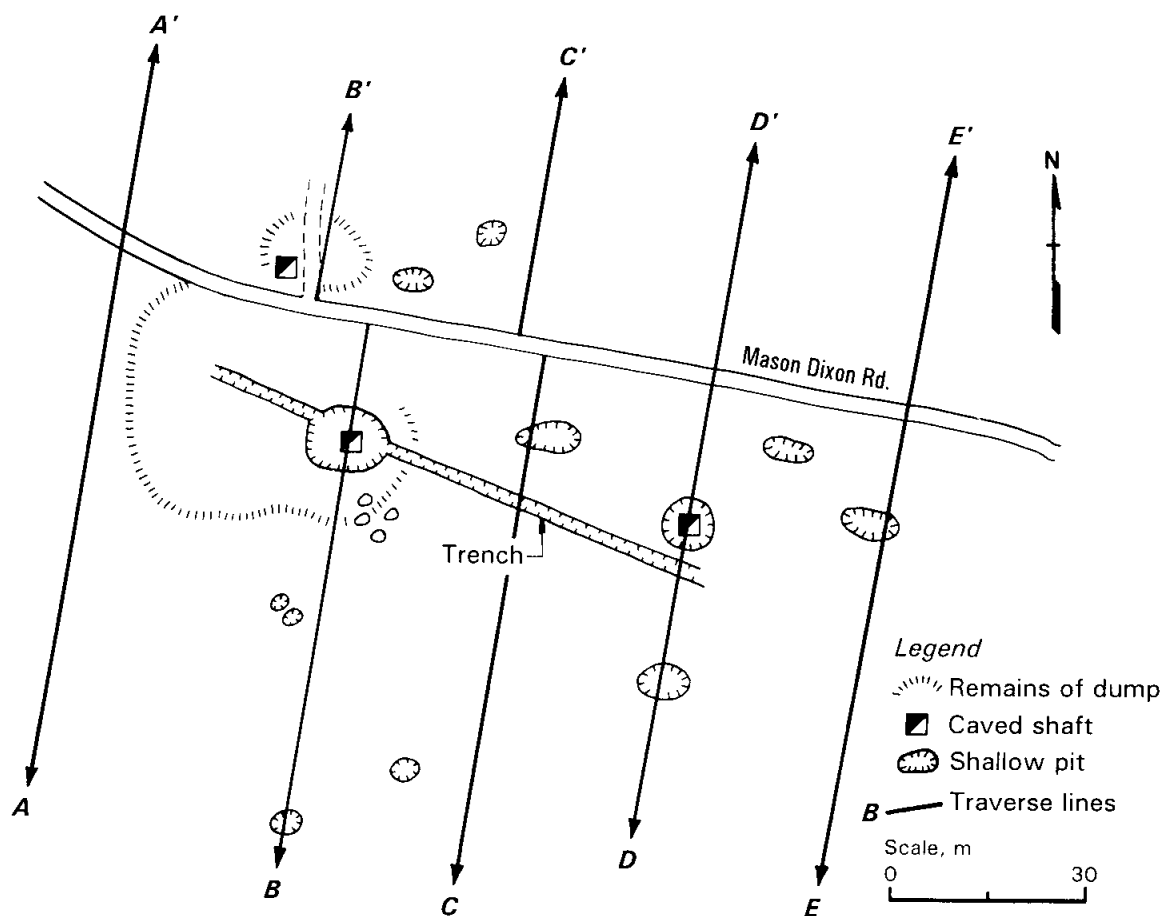 A'
B'
C'
D'
E'
N
Mason Dixon Rd.
Trench
A
B
C
D
E
Legend
Remains of dump
Caved shaft
Shallow pit
B Traverse lines
Scale, m
0 30